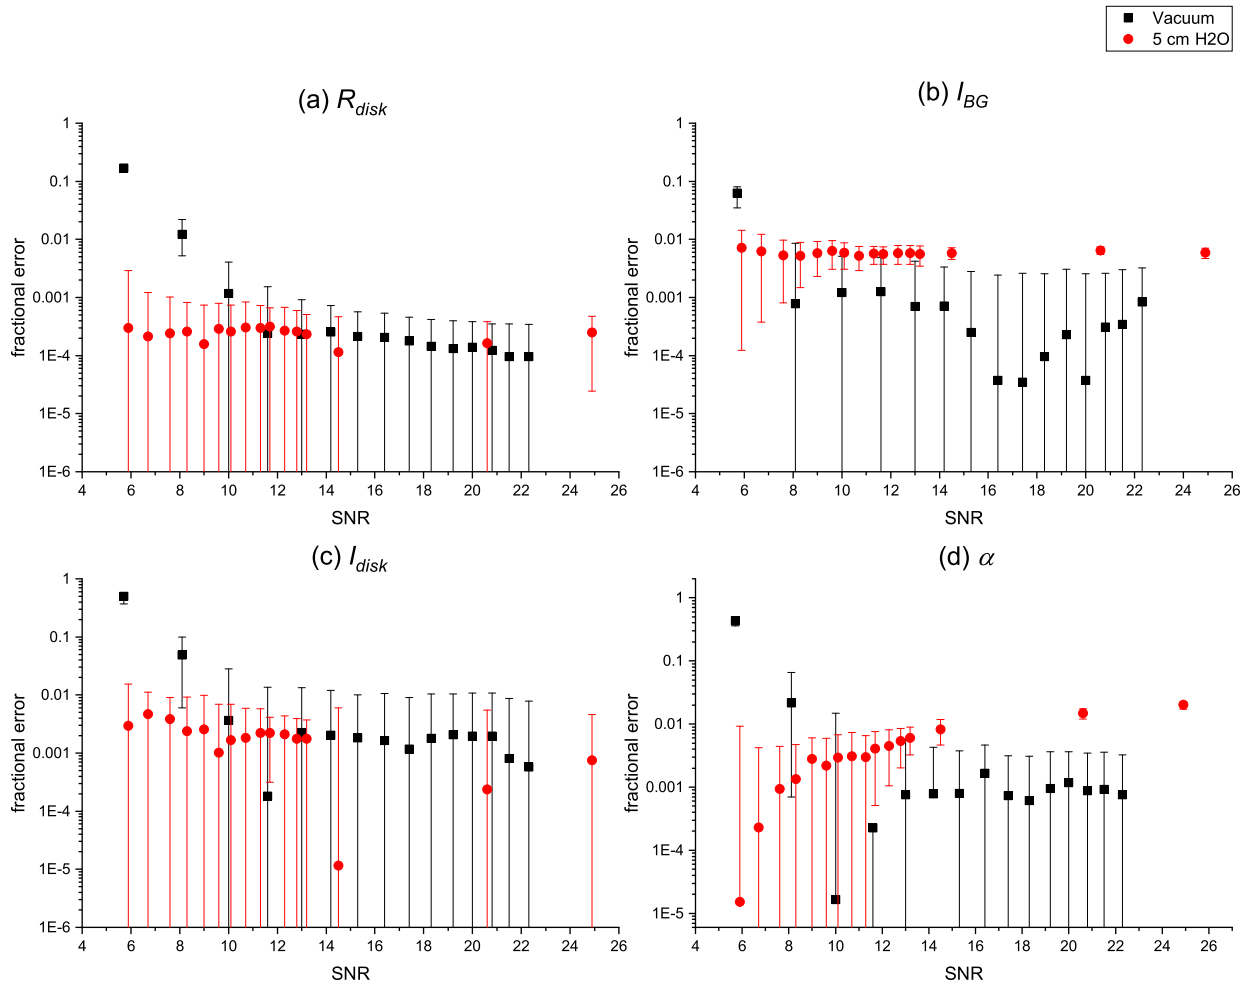 Vacuum
5 cm H2O
(a) R_disk
(b) I_BG
fractional error
1
0.1
0.01
0.001
1E-4
1E-5
1E-6
4 6 8 10 12 14 16 18 20 22 24 26
SNR
fractional error
1
0.1
0.01
0.001
1E-4
1E-5
1E-6
4 6 8 10 12 14 16 18 20 22 24 26
SNR
(c) I_disk
(d) α
fractional error
1
0.1
0.01
0.001
1E-4
1E-5
1E-6
4 6 8 10 12 14 16 18 20 22 24 26
SNR
fractional error
1
0.1
0.01
0.001
1E-4
1E-5
4 6 8 10 12 14 16 18 20 22 24 26
SNR